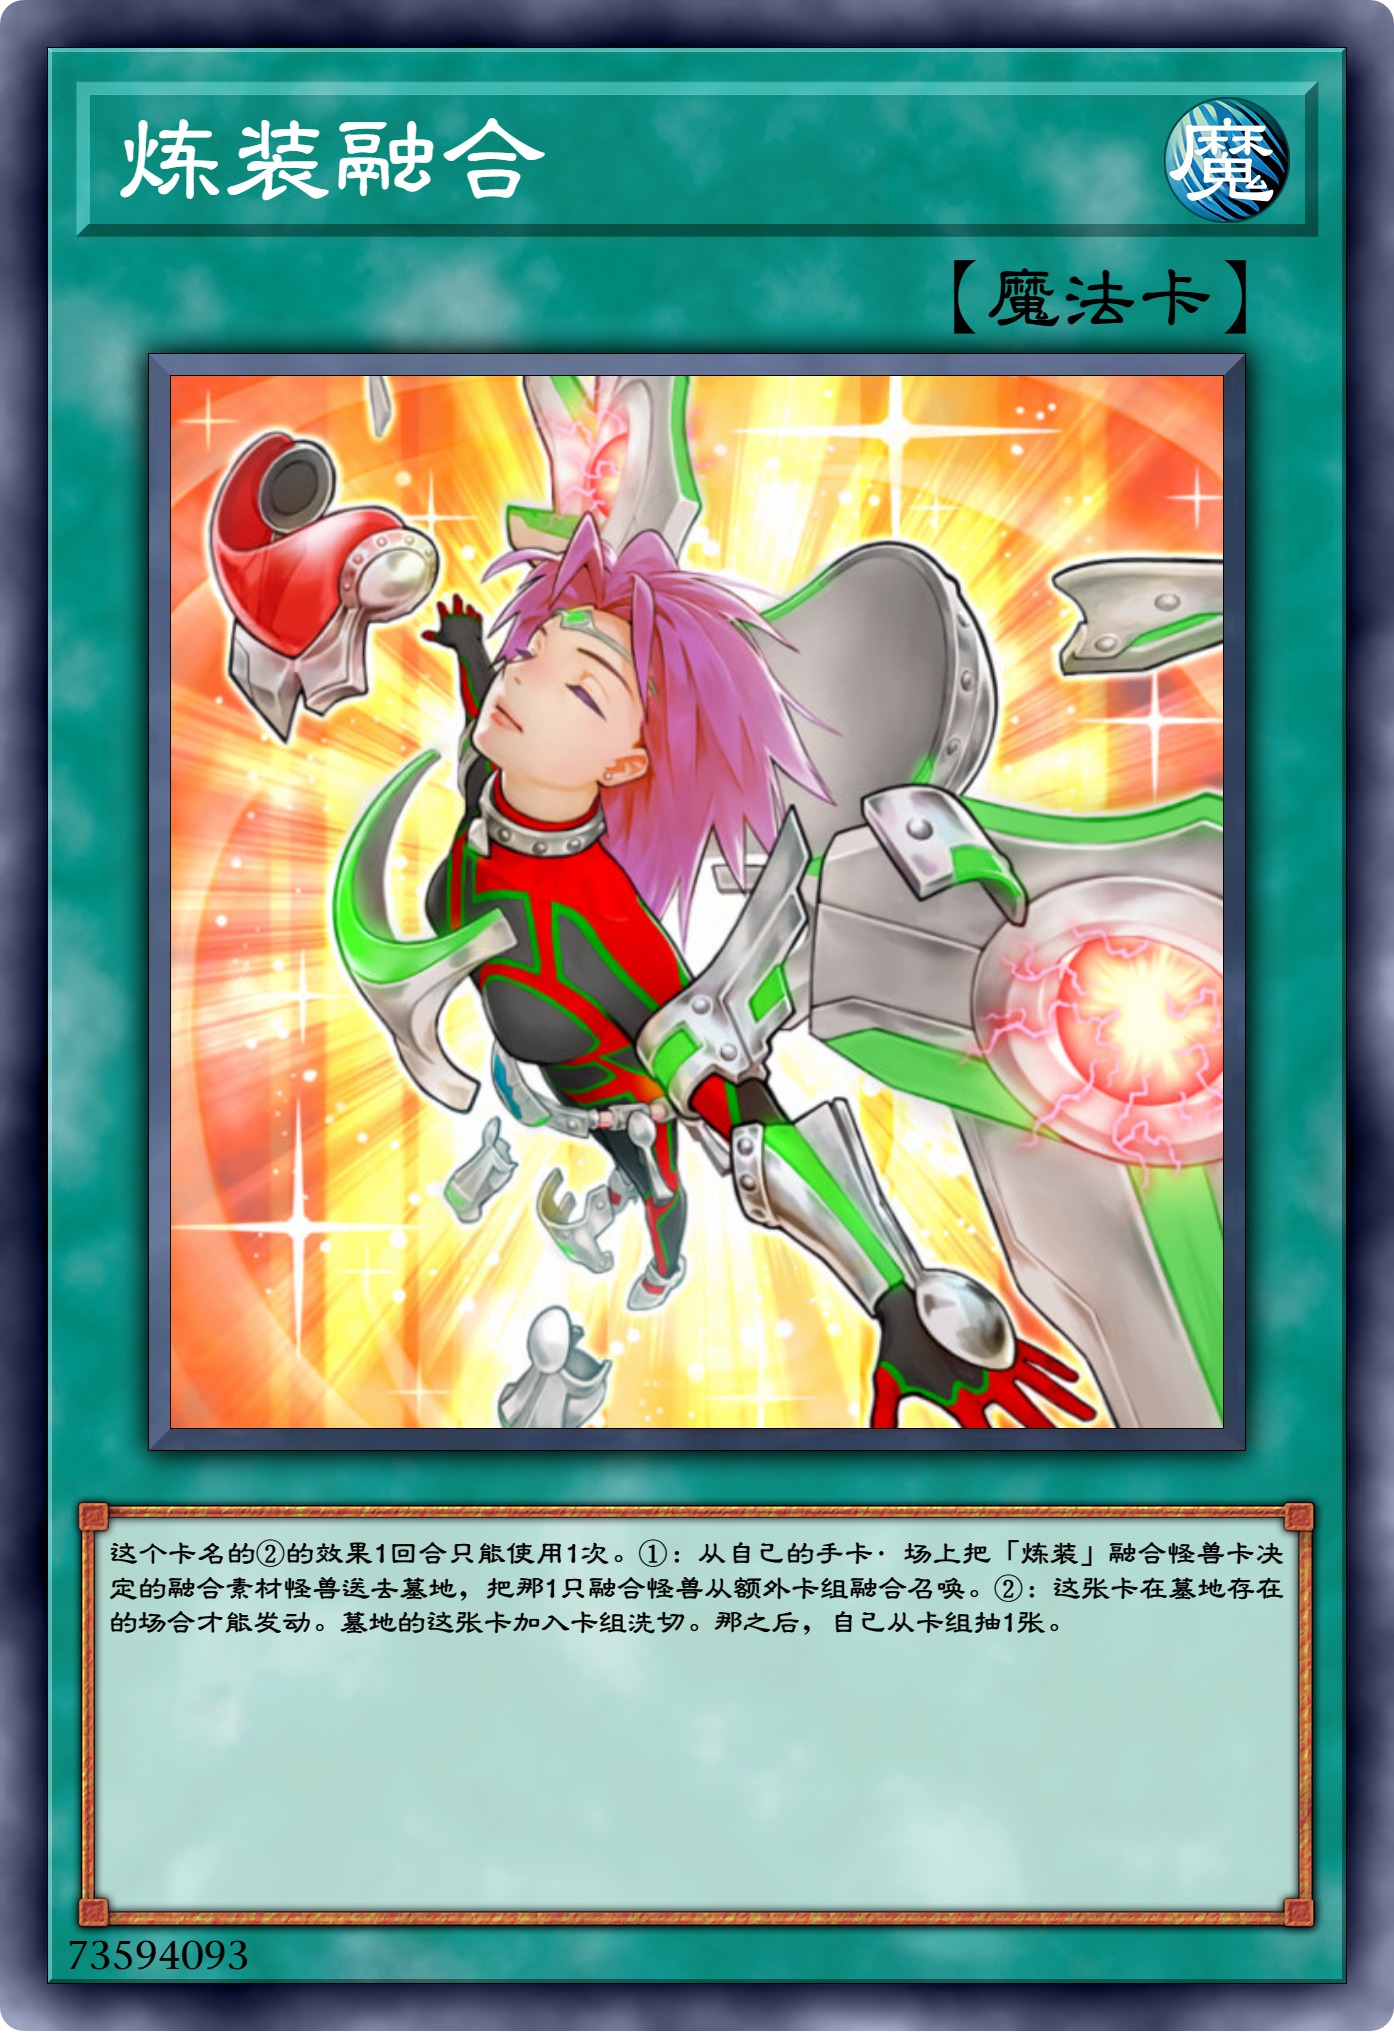 炼装融合
魔
【魔法卡】
这个卡名的②的效果1回合只能使用1次。①：从自己的手卡·场上把「炼装」融合怪兽卡决
定的融合素材怪兽送去墓地，把那1只融合怪兽从额外卡组融合召唤。②：这张卡在墓地存在
的场合才能发动。墓地的这张卡加入卡组洗切。那之后，自己从卡组抽1张。
73594093